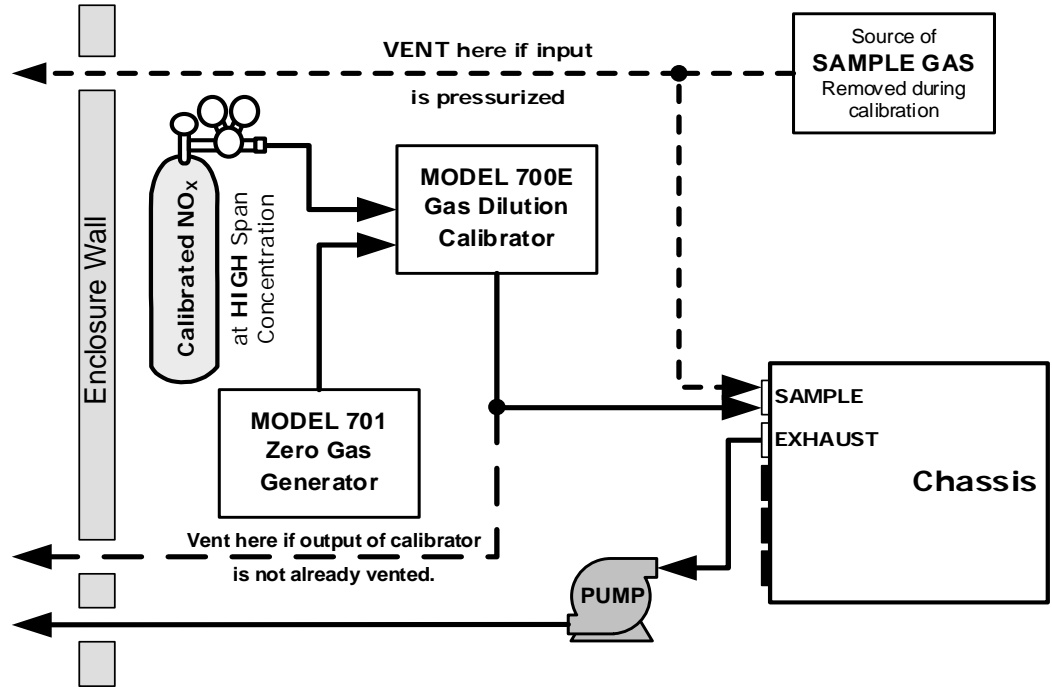 VENT here if input
is pressurized
Source of
SAMPLE GAS
Removed during
calibration
Enclosure Wall
Calibrated NOX
at HIGH Span
Concentration
MODEL 700E
Gas Dilution
Calibrator
MODEL 701
Zero Gas
Generator
SAMPLE
EXHAUST
Chassis
Vent here if output of calibrator
is not already vented.
PUMP